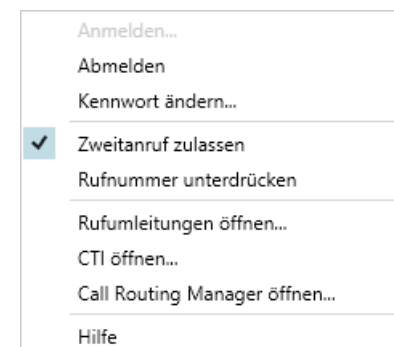 Anmelden...
Abmelden
Kennwort ändern...
Zweitanruf zulassen
Rufnummer unterdrücken
Rufumleitungen öffnen...
CTI öffnen...
Call Routing Manager öffnen...
Hilfe